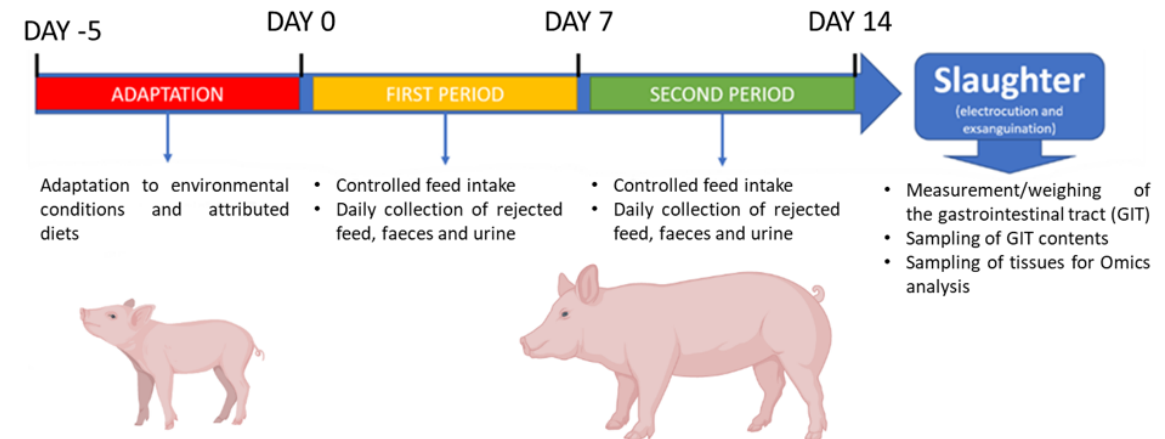 DAY -5
DAY 0
DAY 7
DAY 14
ADAPTATION
FIRST PERIOD
SECOND PERIOD
Slaughter
(electrocution and
exsanguination)
Adaptation to environmental
conditions and attributed
diets
• Controlled feed intake
• Daily collection of rejected
feed, faeces and urine
• Controlled feed intake
• Daily collection of rejected
feed, faeces and urine
• Measurement/weighing of
the gastrointestinal tract (GIT)
• Sampling of GIT contents
• Sampling of tissues for Omics
analysis